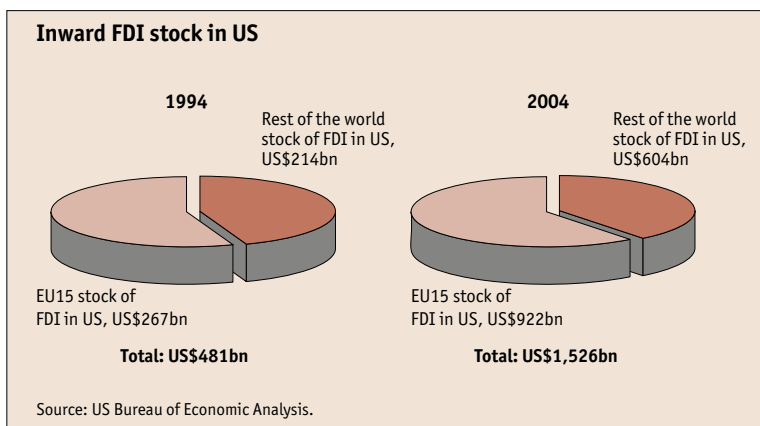 Inward FDI stock in US
1994
Rest of the world
stock of FDI in US,
US$214bn
EU15 stock of
FDI in US, US$267bn
Total: US$481bn
2004
Rest of the world
stock of FDI in US,
US$604bn
EU15 stock of
FDI in US, US$922bn
Total: US$1,526bn
Source: US Bureau of Economic Analysis.